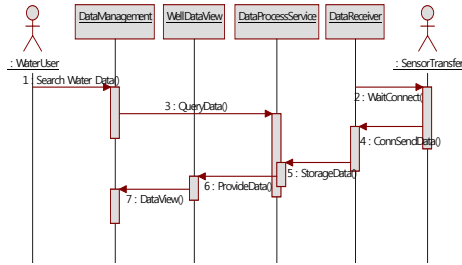 DataManagement
WellDataView
DataProcessService
DataReceiver
: WaterUser
: SensorTransfer
1 : Search Water Data()
2 : WaitConnect()
3 : QueryData()
4 : ConnSendData()
5 : StorageData()
6 : ProvideData()
7 : DataView()